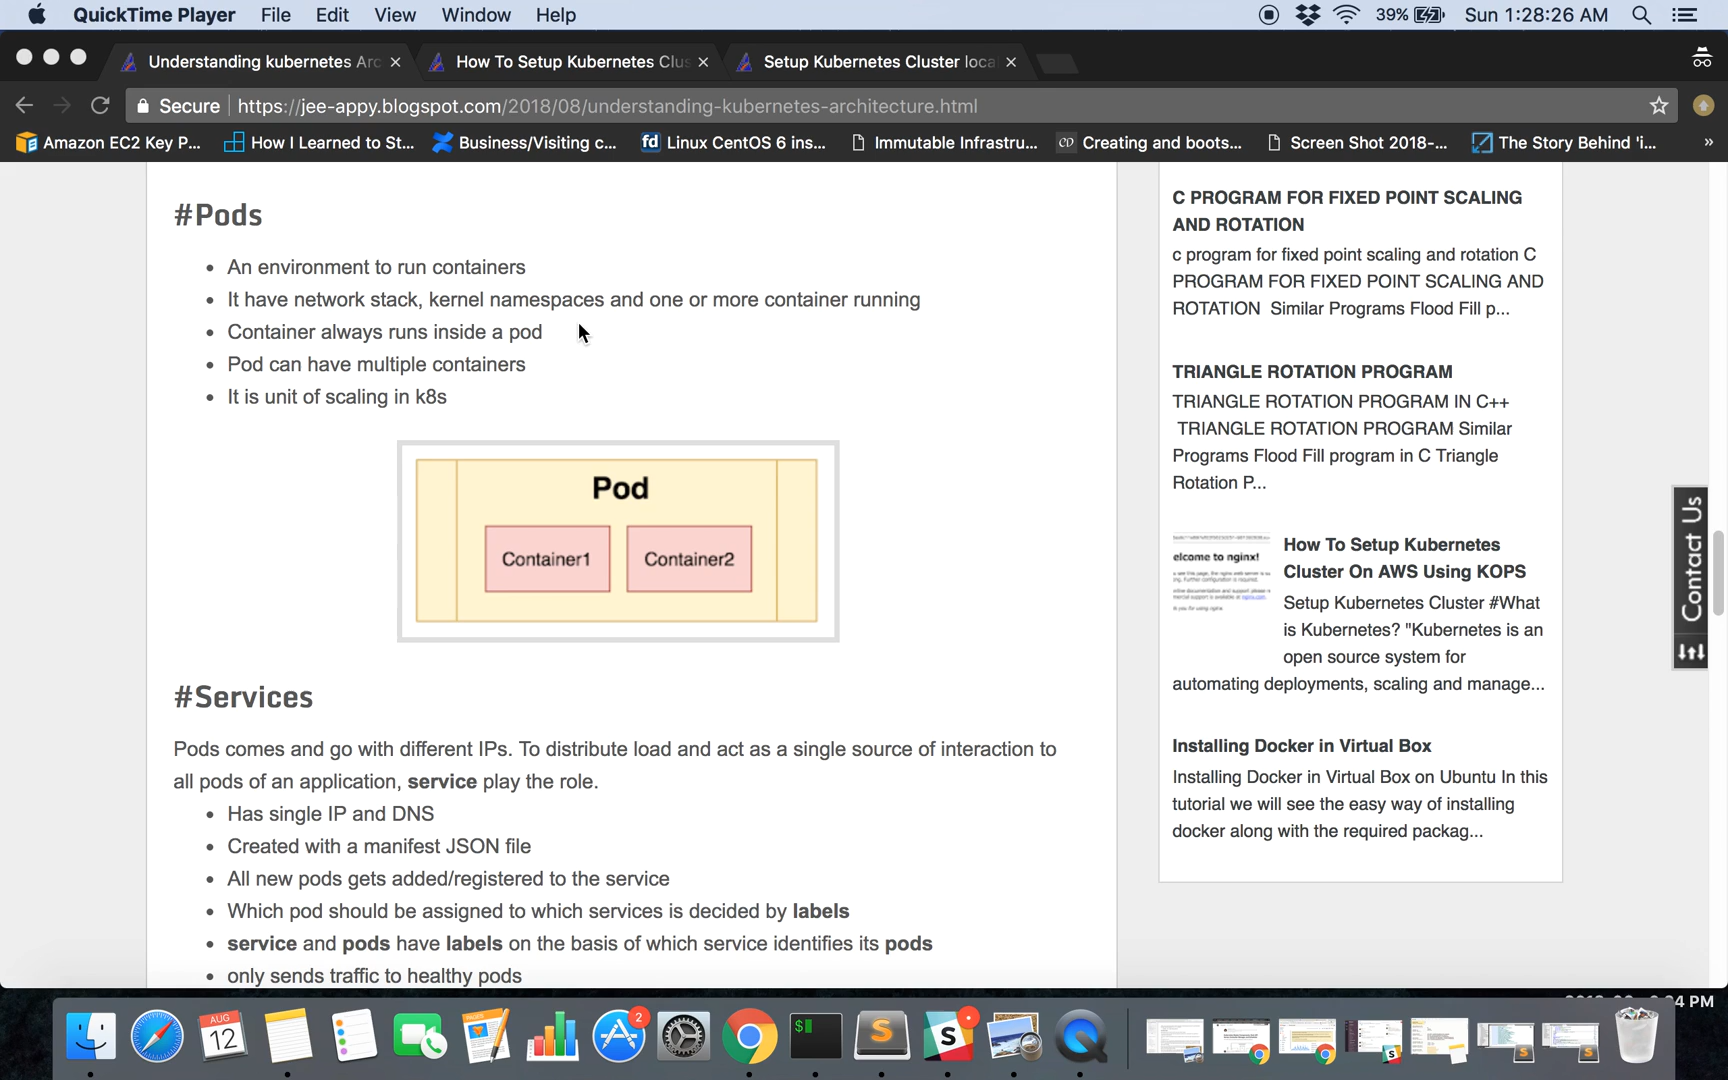 QuickTime Player File Edit View Window Help 39% Sun 1:28:26 AM
Understanding kubernetes Arc How To Setup Kubernetes Clus Setup Kubernetes Cluster loca
Secure https://jee-appy.blogspot.com/2018/08/understanding-kubernetes-architecture.html
Amazon EC2 Key P... How I Learned to St... Business/Visiting c... fd Linux CentOS 6 ins... Immutable Infrastru... CD Creating and boots... Screen Shot 2018-... The Story Behind 'i... »
#Pods
• An environment to run containers
• It have network stack, kernel namespaces and one or more container running
• Container always runs inside a pod
• Pod can have multiple containers
• It is unit of scaling in k8s
Pod
Container1 Container2
#Services
Pods comes and go with different IPs. To distribute load and act as a single source of interaction to
all pods of an application, service play the role.
• Has single IP and DNS
• Created with a manifest JSON file
• All new pods gets added/registered to the service
• Which pod should be assigned to which services is decided by labels
• service and pods have labels on the basis of which service identifies its pods
• only sends traffic to healthy pods
C PROGRAM FOR FIXED POINT SCALING
AND ROTATION
c program for fixed point scaling and rotation C
PROGRAM FOR FIXED POINT SCALING AND
ROTATION Similar Programs Flood Fill p...
TRIANGLE ROTATION PROGRAM
TRIANGLE ROTATION PROGRAM IN C++
TRIANGLE ROTATION PROGRAM Similar
Programs Flood Fill program in C Triangle
Rotation P...
elcome to nginx!
How To Setup Kubernetes
Cluster On AWS Using KOPS
Setup Kubernetes Cluster #What
is Kubernetes? "Kubernetes is an
open source system for
automating deployments, scaling and manage...
Installing Docker in Virtual Box
Installing Docker in Virtual Box on Ubuntu In this
tutorial we will see the easy way of installing
docker along with the required packag...
Contact Us
PM
AUG
12
2
$
S
S